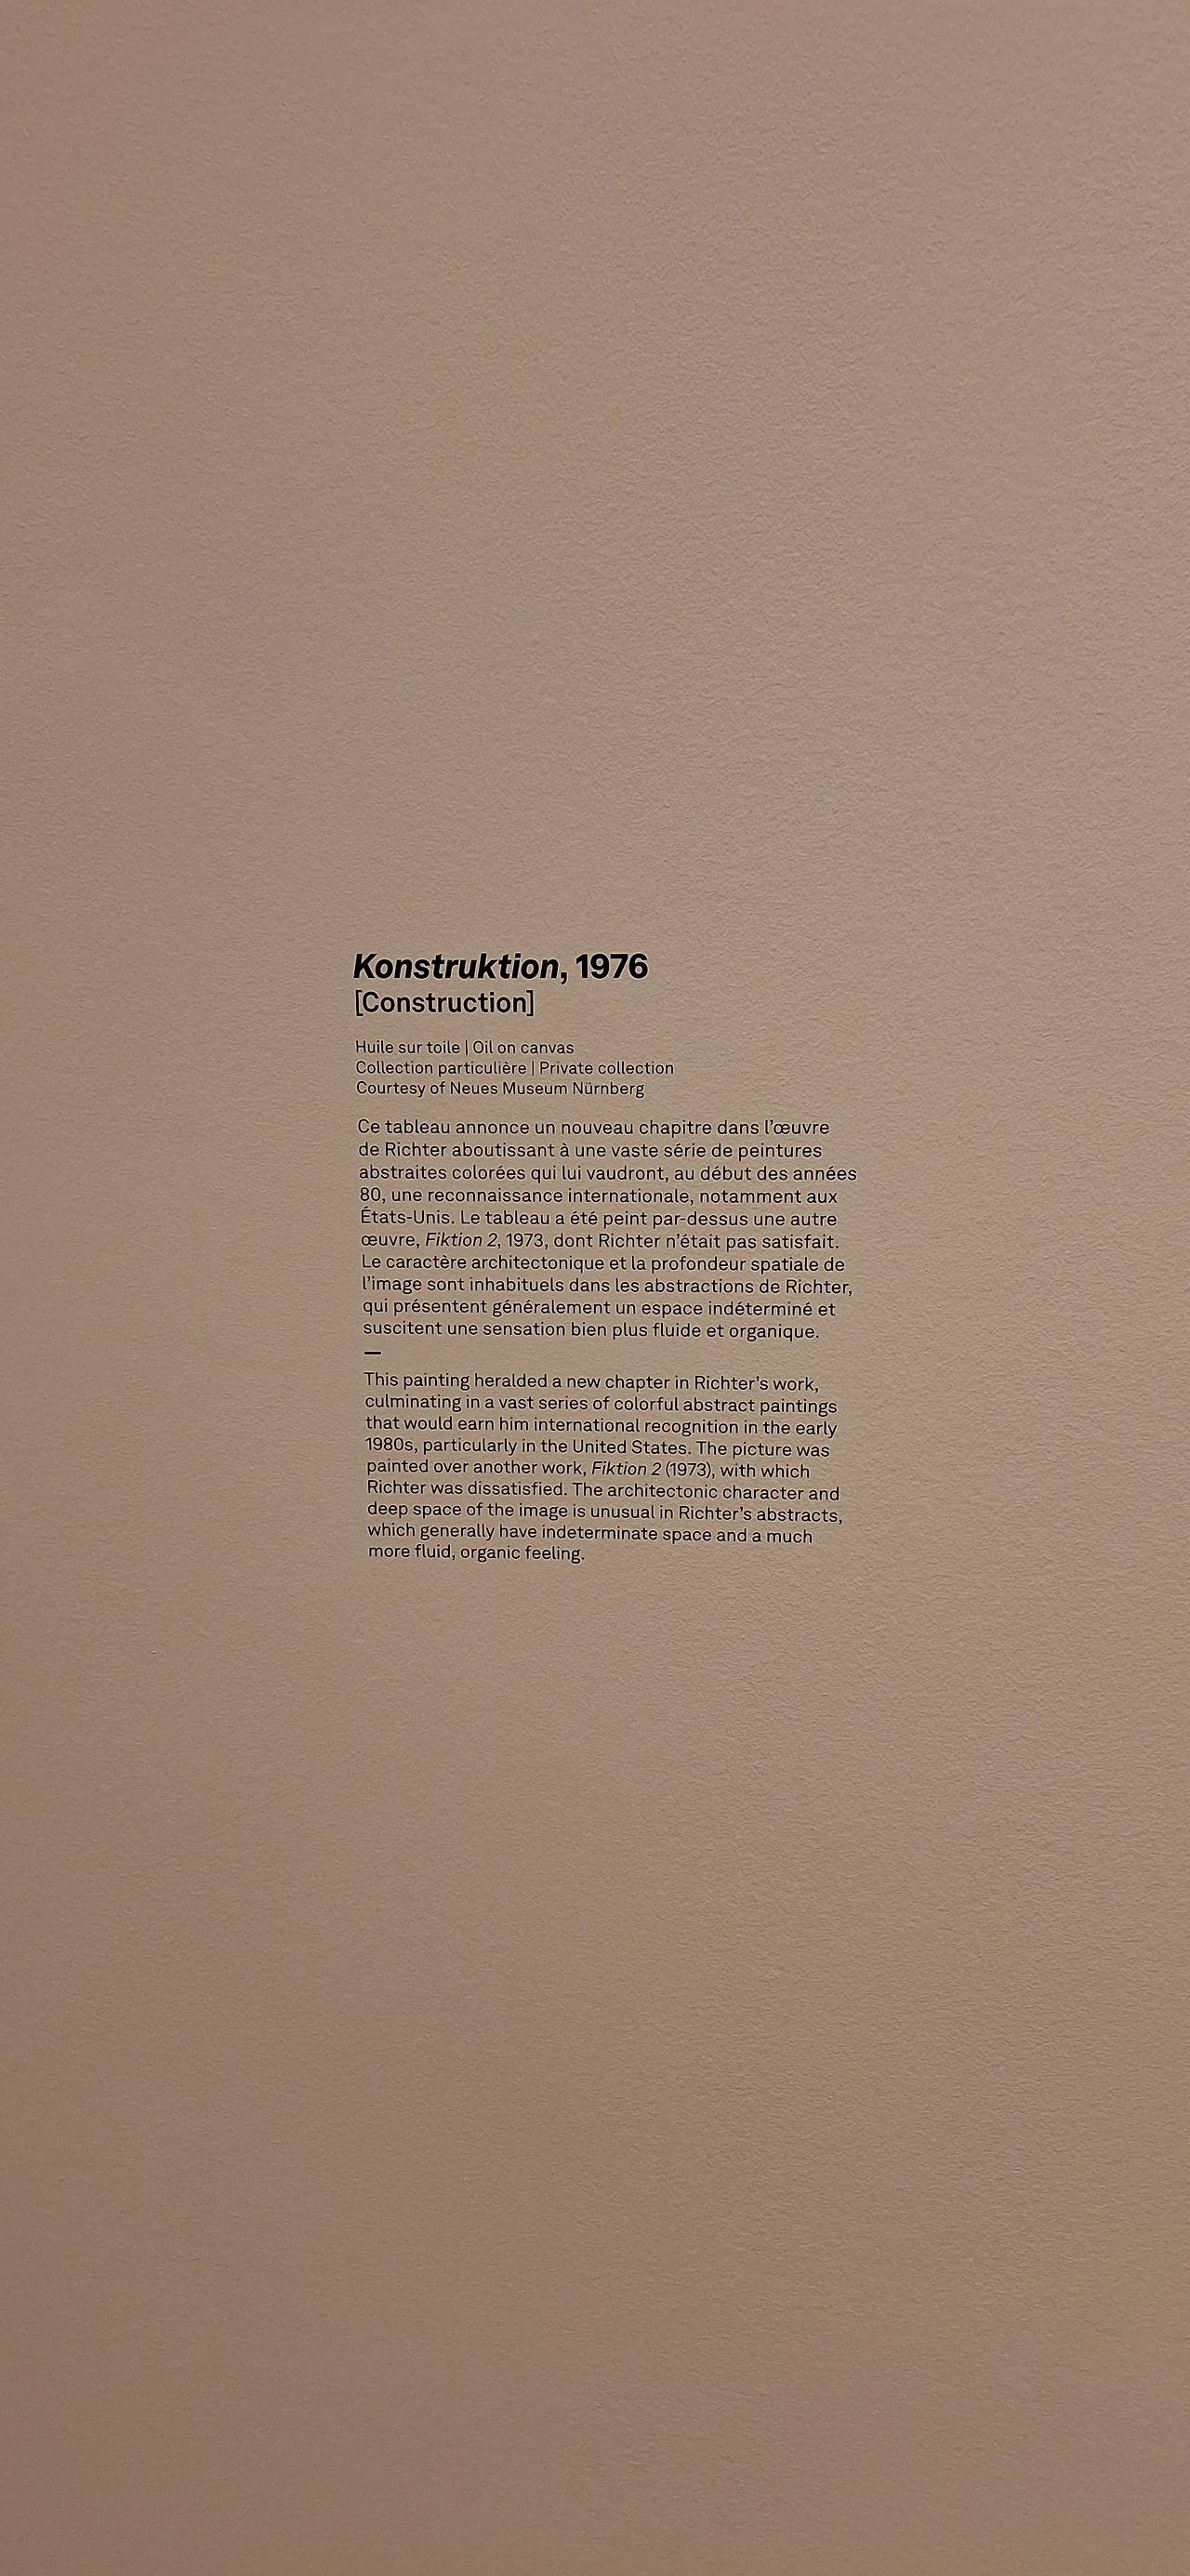 Konstruktion, 1976
[Construction]
Huile sur toile | Oil on canvas
Collection particulière | Private collection
Courtesy of Neues Museum Nürnberg
Ce tableau annonce un nouveau chapitre dans l’œuvre
de Richter aboutissant à une vaste série de peintures
abstraites colorées qui lui vaudront, au début des années
80, une reconnaissance internationale, notamment aux
États-Unis. Le tableau a été peint par-dessus une autre
œuvre, Fiktion 2, 1973, dont Richter n’était pas satisfait.
Le caractère architectonique et la profondeur spatiale de
l’image sont inhabituels dans les abstractions de Richter,
qui présentent généralement un espace indéterminé et
suscitent une sensation bien plus fluide et organique.
—
This painting heralded a new chapter in Richter’s work,
culminating in a vast series of colorful abstract paintings
that would earn him international recognition in the early
1980s, particularly in the United States. The picture was
painted over another work, Fiktion 2 (1973), with which
Richter was dissatisfied. The architectonic character and
deep space of the image is unusual in Richter’s abstracts,
which generally have indeterminate space and a much
more fluid, organic feeling.